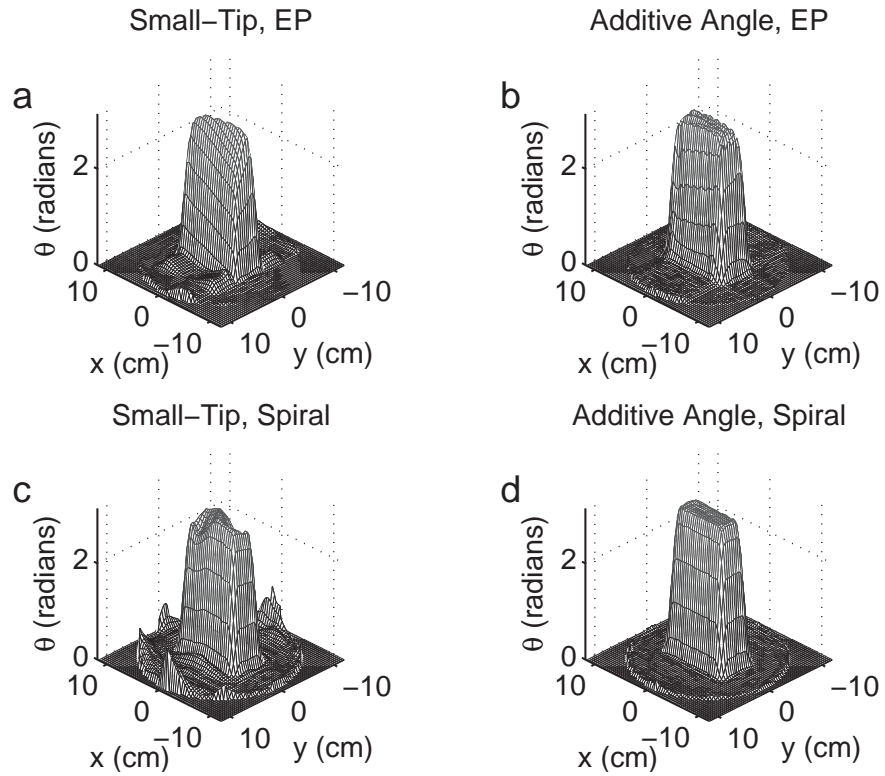 Small−Tip, EP
Additive Angle, EP
a
b
θ (radians)
2
0
10
0
−10
x (cm)
10
0
−10
y (cm)
θ (radians)
2
0
10
0
−10
x (cm)
10
0
−10
y (cm)
Small−Tip, Spiral
Additive Angle, Spiral
c
d
θ (radians)
2
0
10
0
−10
x (cm)
10
0
−10
y (cm)
θ (radians)
2
0
10
0
−10
x (cm)
10
0
−10
y (cm)